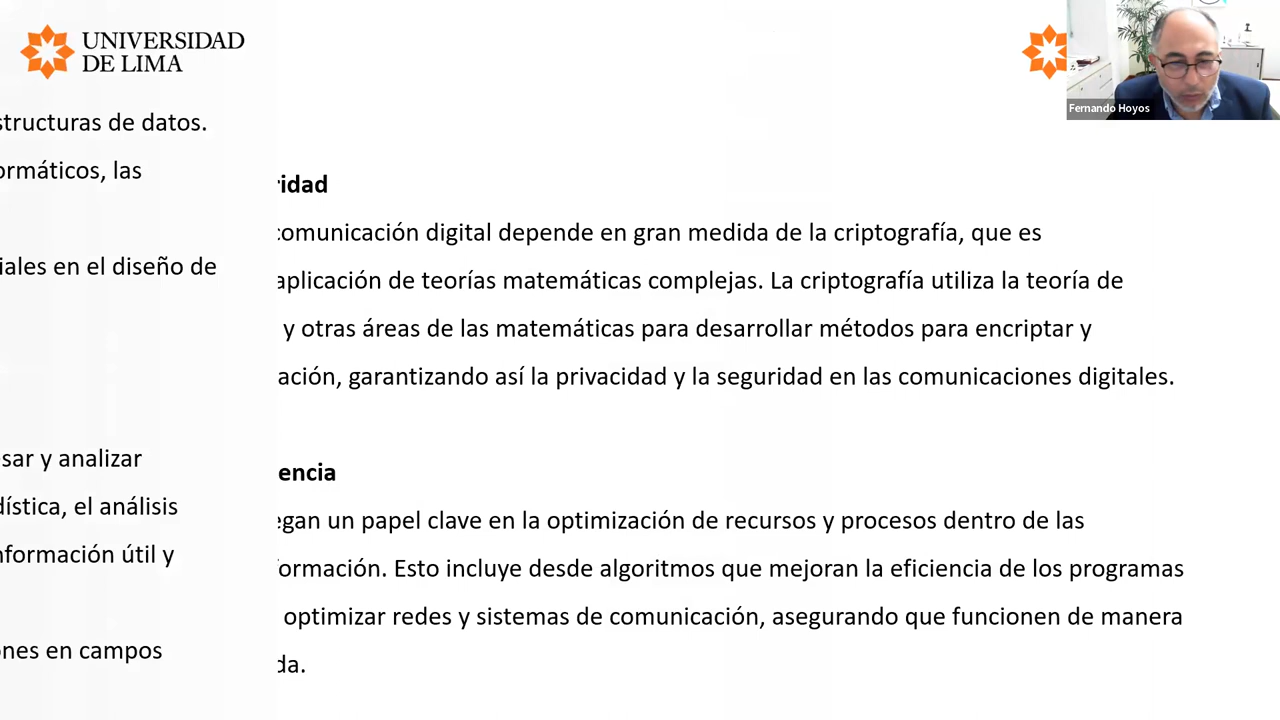 UNIVERSIDAD
DE LIMA
Fernando Hoyos
structuras de datos.
ormáticos, las
iales en el diseño de
sar y analizar
dística, el análisis
nformación útil y
ones en campos
ridad
comunicación digital depende en gran medida de la criptografía, que es
aplicación de teorías matemáticas complejas. La criptografía utiliza la teoría de
y otras áreas de las matemáticas para desarrollar métodos para encriptar y
ación, garantizando así la privacidad y la seguridad en las comunicaciones digitales.
encia
egan un papel clave en la optimización de recursos y procesos dentro de las
formación. Esto incluye desde algoritmos que mejoran la eficiencia de los programas
optimizar redes y sistemas de comunicación, asegurando que funcionen de manera
da.